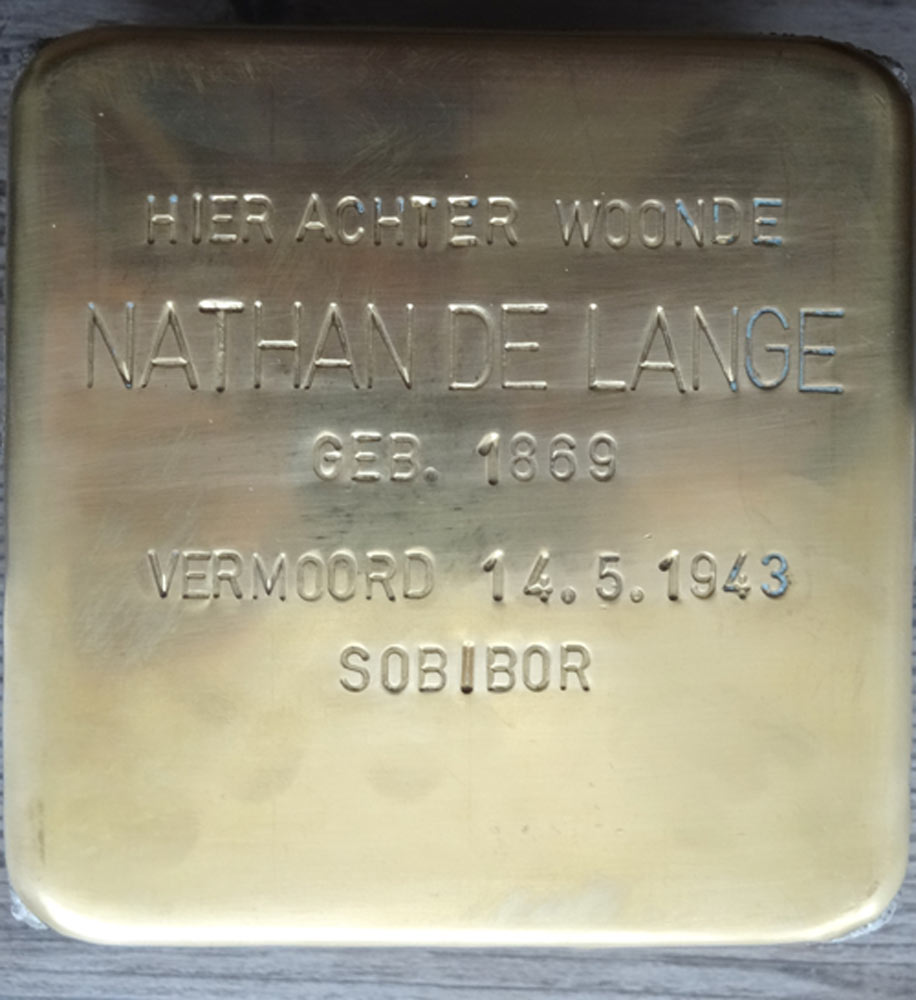 HIER ACHTER WOONDE
NATHAN DE LANGE
GEB. 1869
VERMOORD 14.5.1943
SOBIBOR